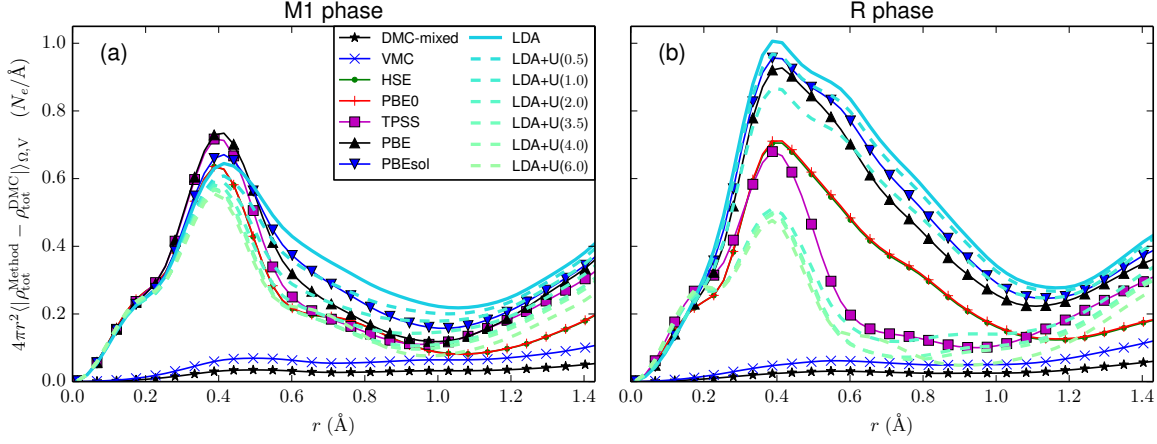 M1 phase
R phase
4πr²⟨|ρ_tot^Method − ρ_tot^DMC|⟩_Ω,V (N_e/Å)
1.0
0.8
0.6
0.4
0.2
0.0
(a)
DMC-mixed
VMC
HSE
PBE0
TPSS
PBE
PBEsol
LDA
LDA+U(0.5)
LDA+U(1.0)
LDA+U(2.0)
LDA+U(3.5)
LDA+U(4.0)
LDA+U(6.0)
(b)
0.0 0.2 0.4 0.6 0.8 1.0 1.2 1.4
r (Å)
0.0 0.2 0.4 0.6 0.8 1.0 1.2 1.4
r (Å)